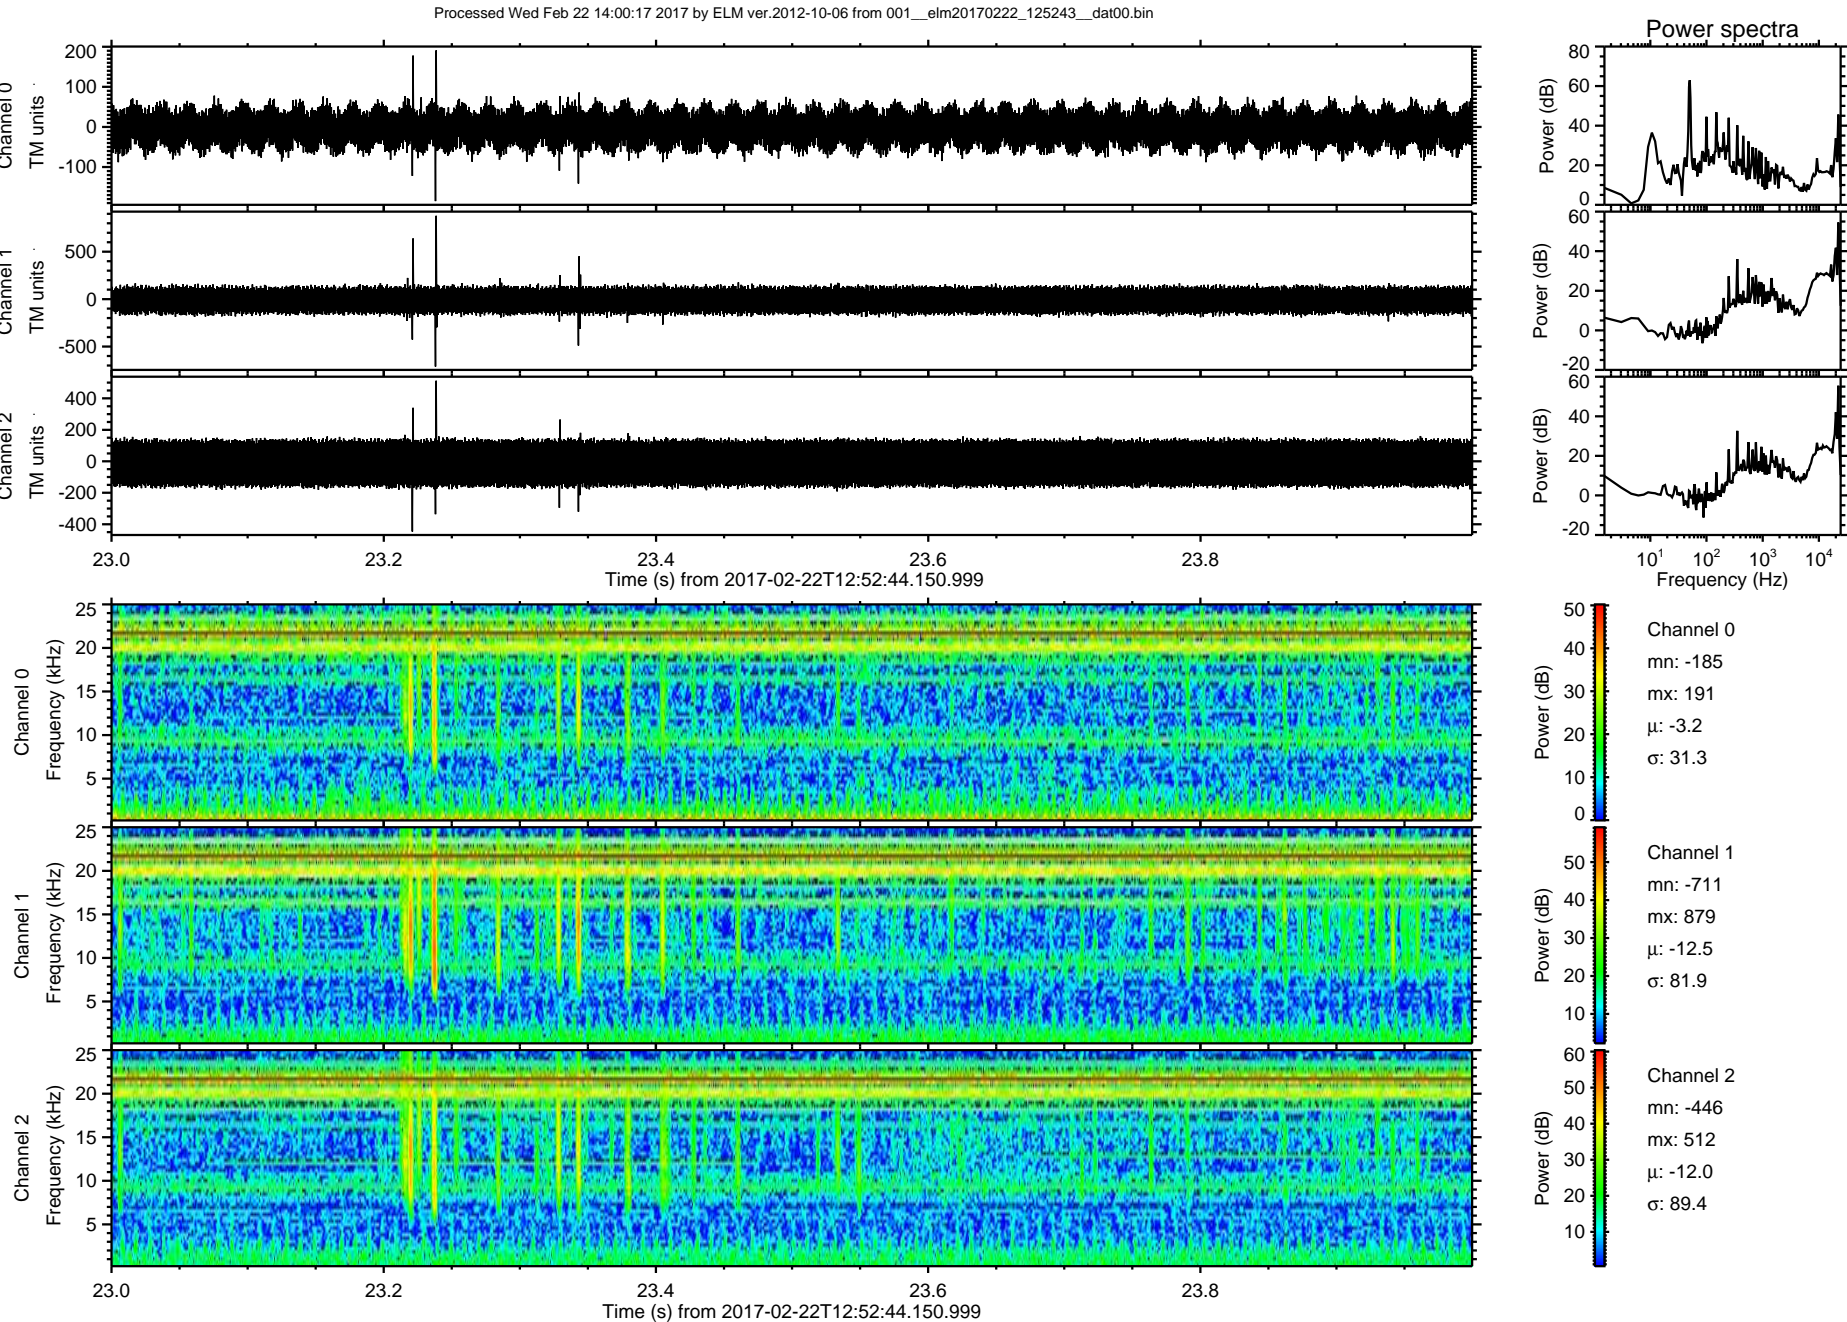 Processed Wed Feb 22 14:00:17 2017 by ELM ver.2012-10-06 from 001__elm20170222_125243__dat00.bin
Power spectra
Channel 0
TM units
200
100
0
-100
Power (dB)
80
60
40
20
0
Channel 1
TM units
500
0
-500
Power (dB)
60
40
20
0
-20
Channel 2
TM units
400
200
0
-200
-400
Power (dB)
60
40
20
0
-20
23.0 23.2 23.4 23.6 23.8
Time (s) from 2017-02-22T12:52:44.150.999
10¹ 10² 10³ 10⁴
Frequency (Hz)
Channel 0
Frequency (kHz)
25
20
15
10
5
Power (dB)
50
40
30
20
10
0
Channel 0
mn: -185
mx: 191
µ: -3.2
σ: 31.3
Channel 1
Frequency (kHz)
25
20
15
10
5
Power (dB)
50
40
30
20
10
Channel 1
mn: -711
mx: 879
µ: -12.5
σ: 81.9
Channel 2
Frequency (kHz)
25
20
15
10
5
Power (dB)
60
50
40
30
20
10
Channel 2
mn: -446
mx: 512
µ: -12.0
σ: 89.4
23.0 23.2 23.4 23.6 23.8
Time (s) from 2017-02-22T12:52:44.150.999